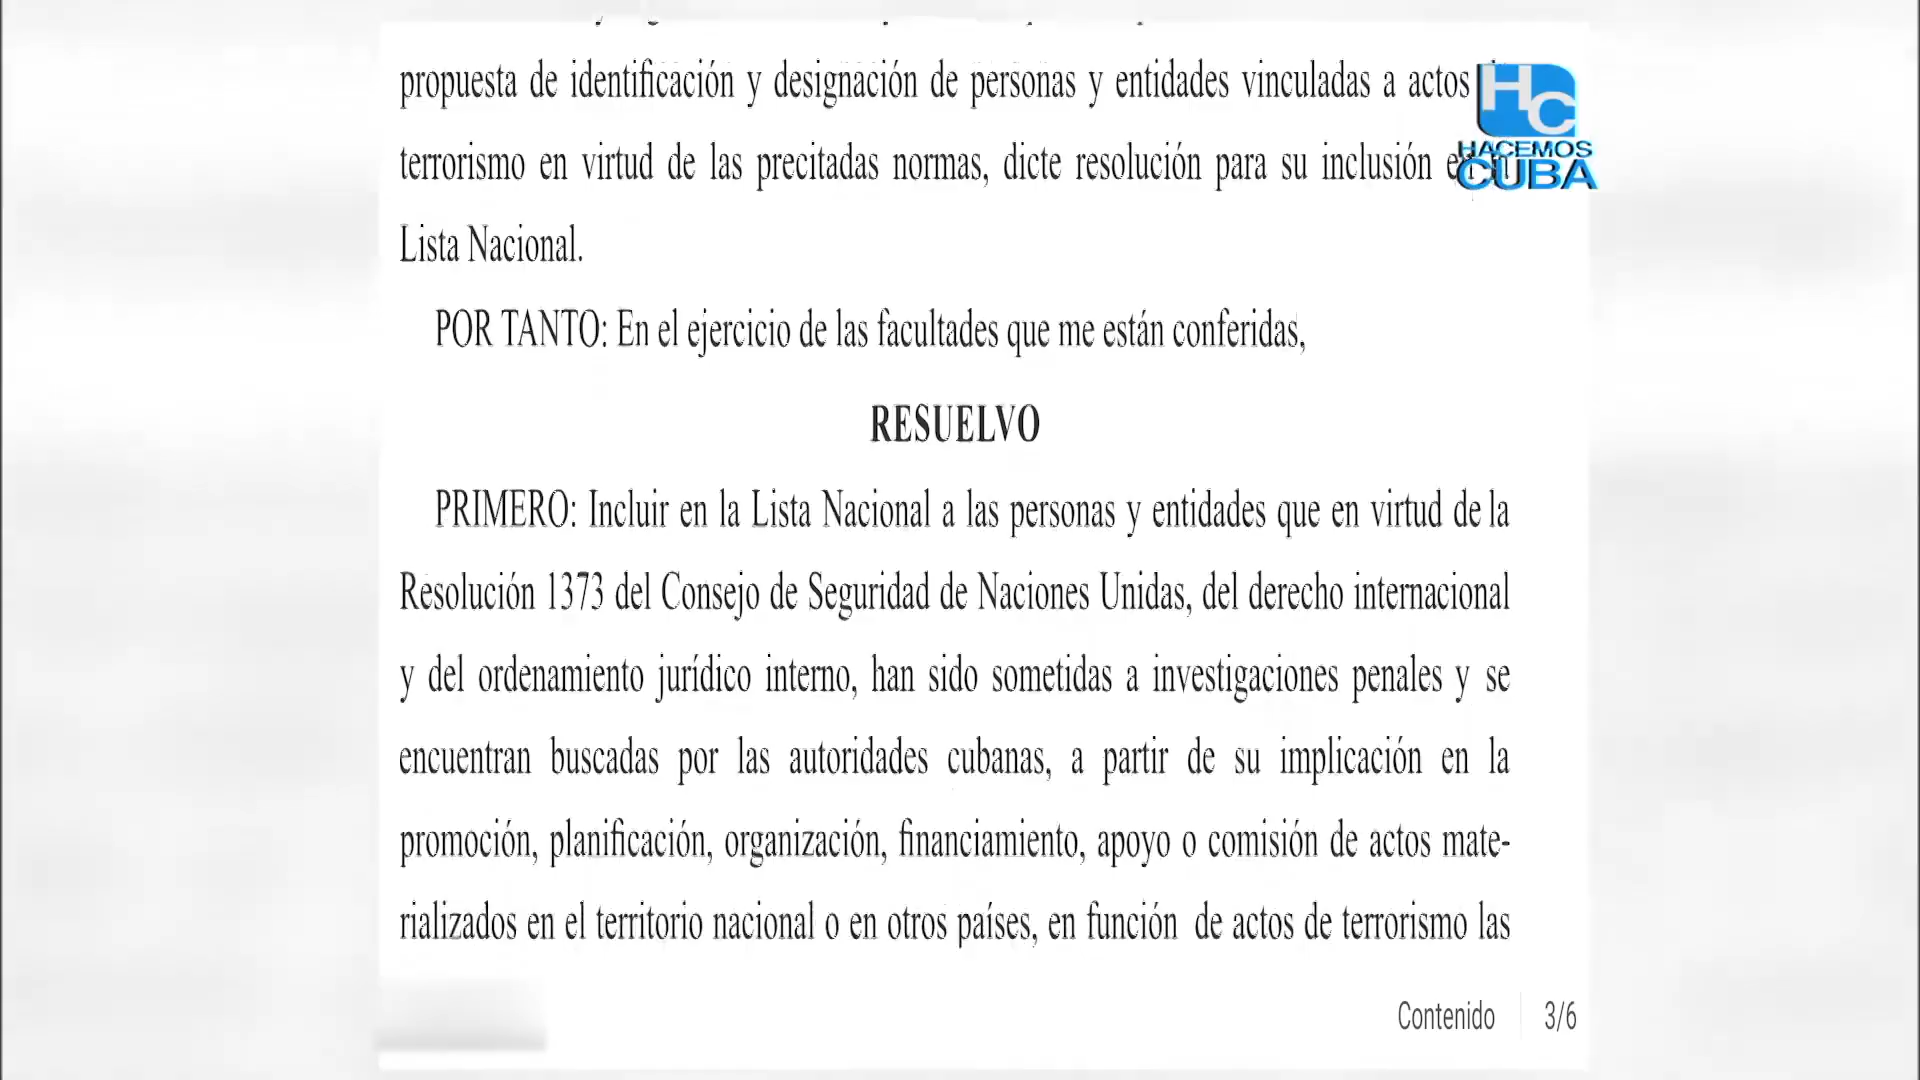 propuesta de identificación y designación de personas y entidades vinculadas a actos
terrorismo en virtud de las precitadas normas, dicte resolución para su inclusión
Lista Nacional.
POR TANTO: En el ejercicio de las facultades que me están conferidas,
RESUELVO
PRIMERO: Incluir en la Lista Nacional a las personas y entidades que en virtud de la
Resolución 1373 del Consejo de Seguridad de Naciones Unidas, del derecho internacional
y del ordenamiento jurídico interno, han sido sometidas a investigaciones penales y se
encuentran buscadas por las autoridades cubanas, a partir de su implicación en la
promoción, planificación, organización, financiamiento, apoyo o comisión de actos mate-
rializados en el territorio nacional o en otros países, en función de actos de terrorismo las
Contenido 3/6
HC
HACEMOS
CUBA